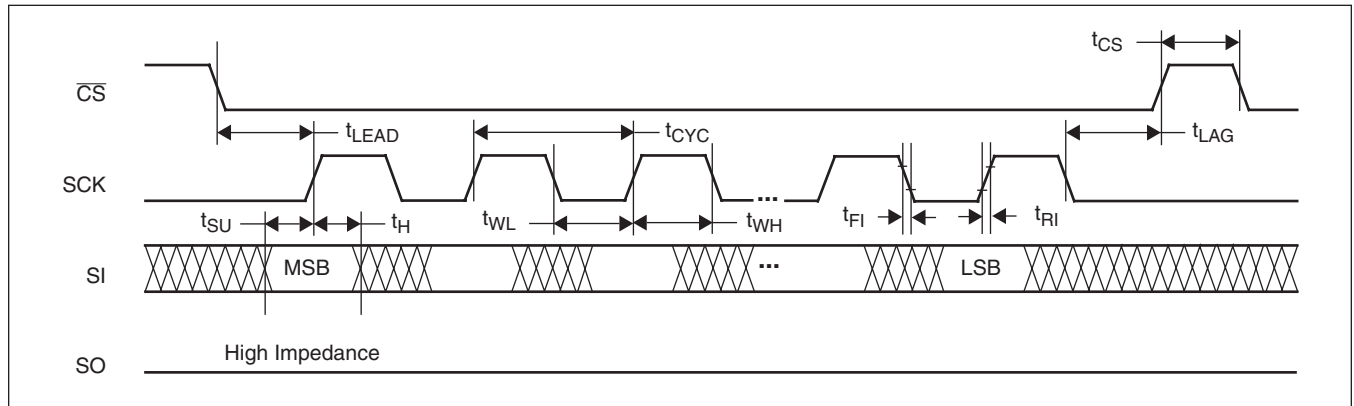 tCS
CS
tLEAD
tCYC
tLAG
SCK
...
tSU
tH
tWL
tWH
tFI
tRI
SI
MSB
...
LSB
High Impedance
SO